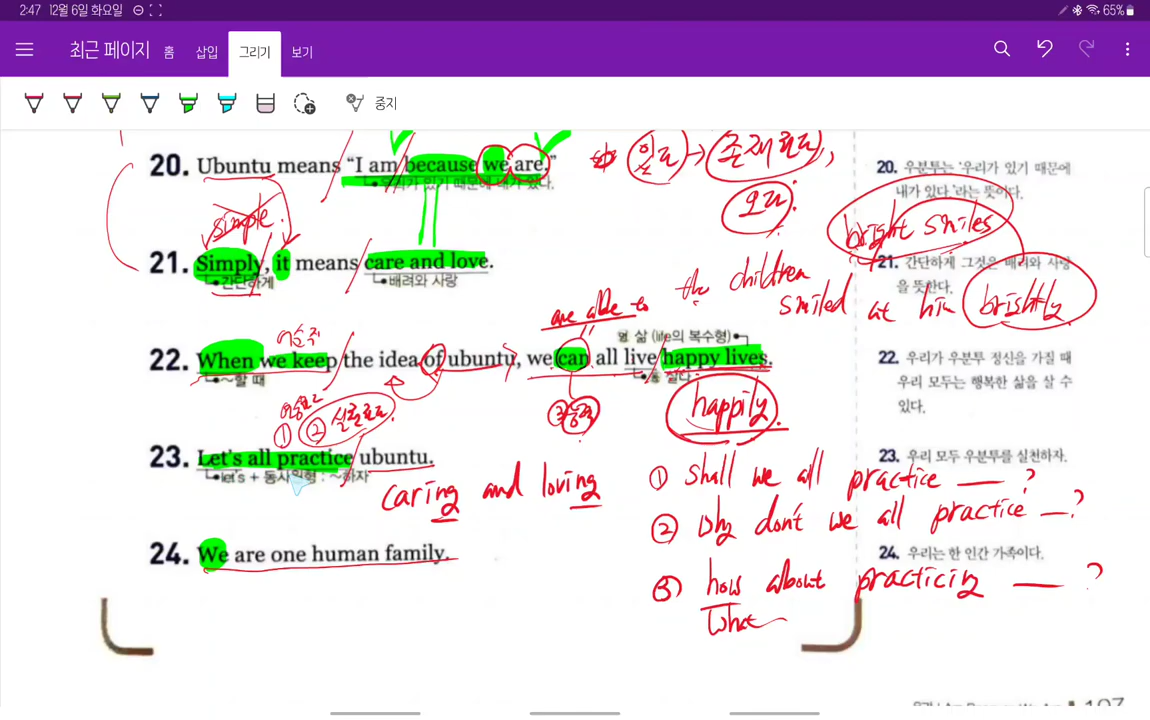 2:47 12월 6일 화요일
65%
최근 페이지 홈 삽입 그리기 보기
중지
20. Ubuntu means “I am because we are.”
우리가 있기 때문에 내가 있다.
일도 → 존재한다,
오다.
20. 우분투는 '우리가 있기 때문에
내가 있다.'라는 뜻이다.
simple.
bright smiles
21. Simply, it means care and love.
간단하게
배려와 사랑
the children
smiled at him brightly
21. 간단하게 그것은 배려와 사랑
을 뜻한다.
are able to
명 삶 (life의 복수형)
22. When we keep the idea of ubuntu, we can all live happy lives.
~할 때
동 살다
happily
22. 우리가 우분투 정신을 가질 때
우리 모두는 행복한 삶을 살 수
있다.
① ②
23. Let's all practice ubuntu.
let's + 동사원형 : ~하자
caring and loving
① shall we all practice ___ ?
② why don't we all practice _?
③ how about practicing ___ ?
What
23. 우리 모두 우분투를 실천하자.
24. We are one human family.
24. 우리는 한 인간 가족이다.